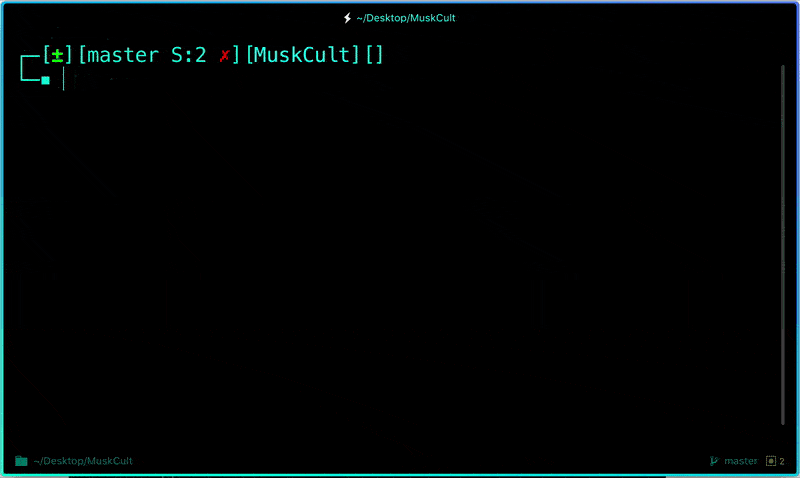 ~/Desktop/MuskCult
[±][master S:2 ✗][MuskCult][]
~/Desktop/MuskCult
master 2